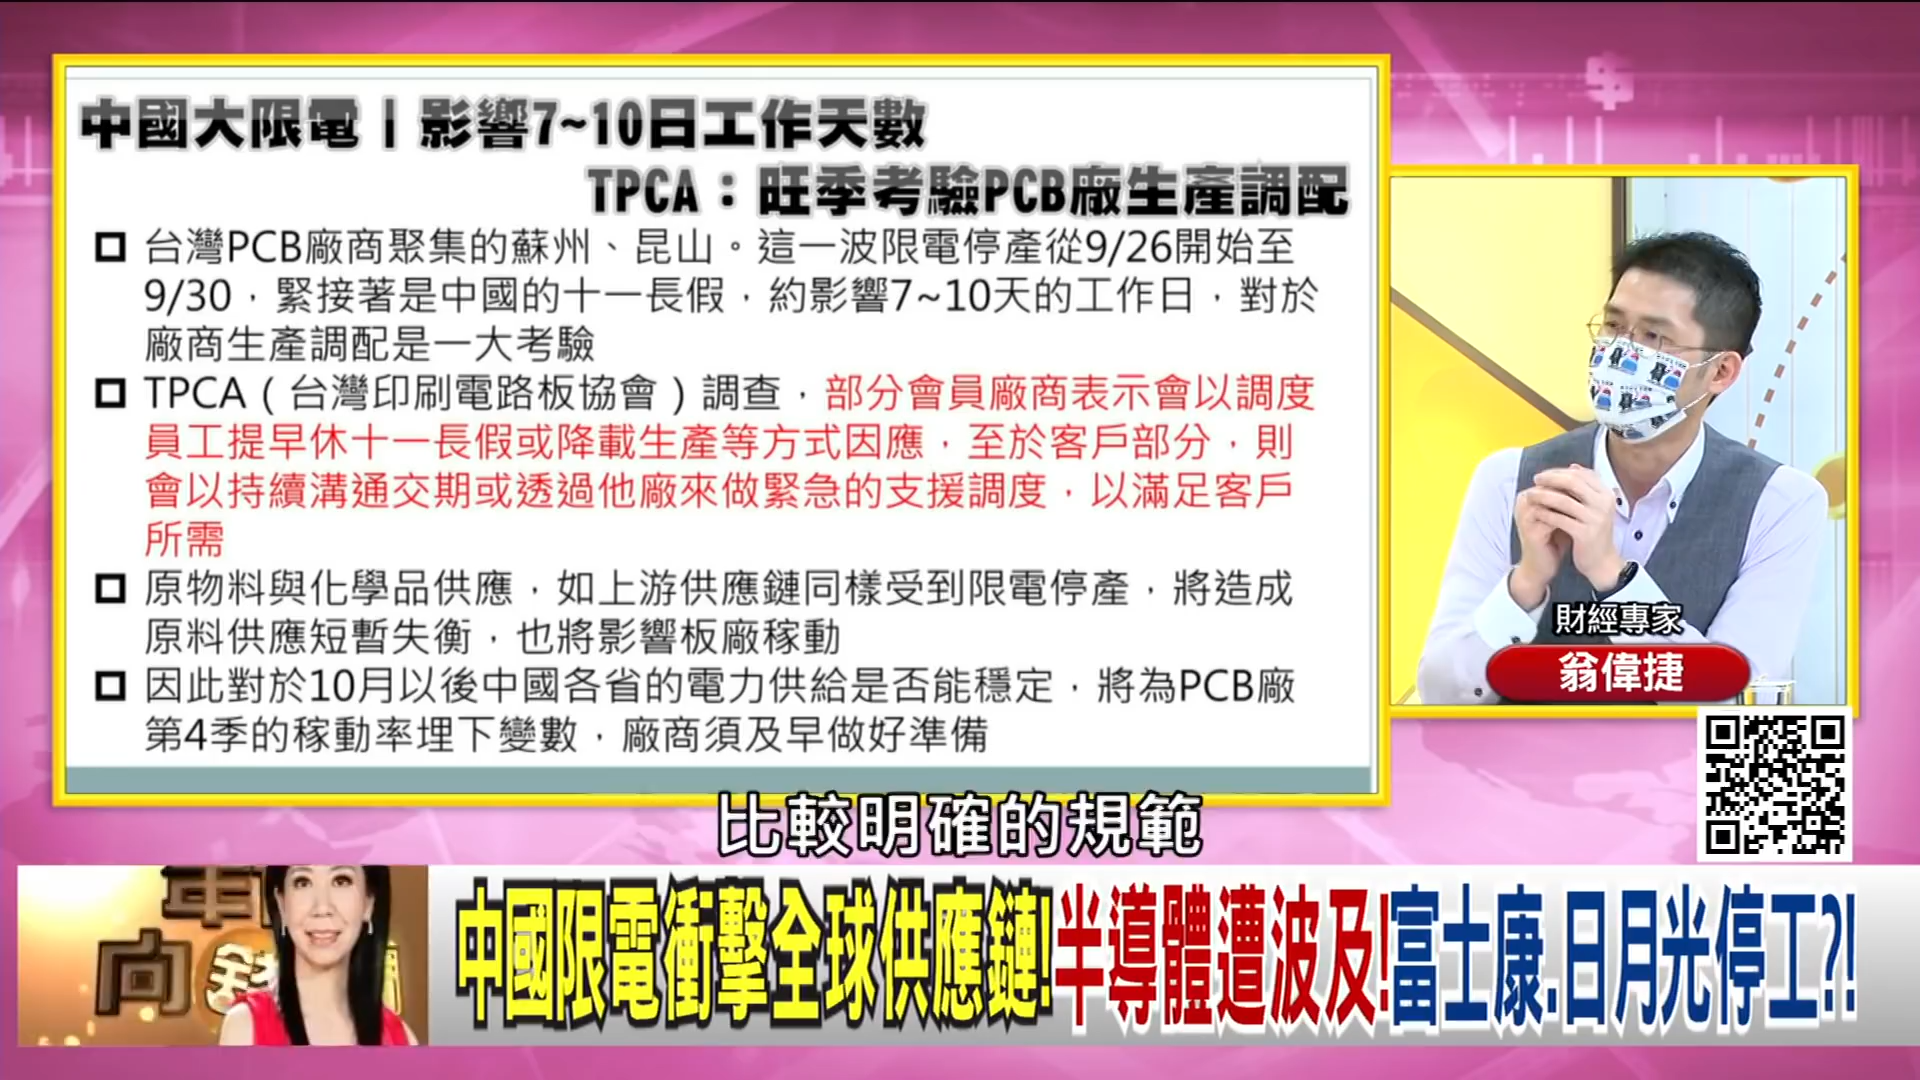 中國大限電｜影響7~10日工作天數
TPCA：旺季考驗PCB廠生產調配
台灣PCB廠商聚集的蘇州、昆山。這一波限電停產從9/26開始至
9/30，緊接著是中國的十一長假，約影響7~10天的工作日，對於
廠商生產調配是一大考驗
TPCA（台灣印刷電路板協會）調查，部分會員廠商表示會以調度
員工提早休十一長假或降載生產等方式因應，至於客戶部分，則
會以持續溝通交期或透過他廠來做緊急的支援調度，以滿足客戶
所需
原物料與化學品供應，如上游供應鏈同樣受到限電停產，將造成
原料供應短暫失衡，也將影響板廠稼動
因此對於10月以後中國各省的電力供給是否能穩定，將為PCB廠
第4季的稼動率埋下變數，廠商須及早做好準備
財經專家
翁偉捷
比較明確的規範
向
中國限電衝擊全球供應鏈!半導體遭波及!富士康.日月光停工?!